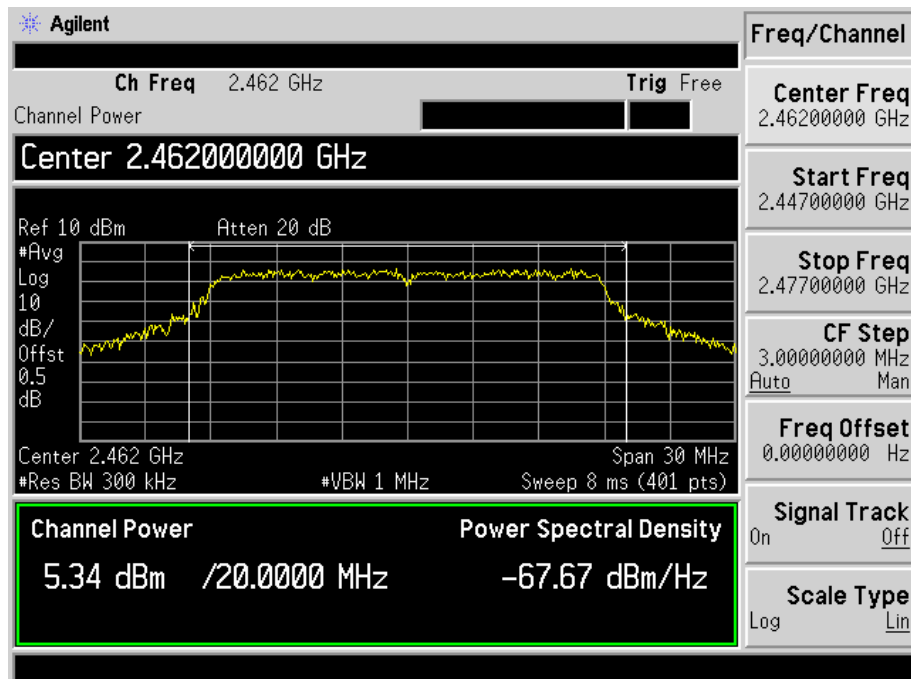 Agilent
Freq/Channel
Ch Freq 2.462 GHz Trig Free
Channel Power
Center 2.462000000 GHz
Ref 10 dBm Atten 20 dB
#Avg
Log
10
dB/
Offst
0.5
dB
Center 2.462 GHz Span 30 MHz
#Res BW 300 kHz #VBW 1 MHz Sweep 8 ms (401 pts)
Channel Power Power Spectral Density
5.34 dBm /20.0000 MHz -67.67 dBm/Hz
Center Freq
2.46200000 GHz
Start Freq
2.44700000 GHz
Stop Freq
2.47700000 GHz
CF Step
3.00000000 MHz
Auto Man
Freq Offset
0.00000000 Hz
Signal Track
On Off
Scale Type
Log Lin